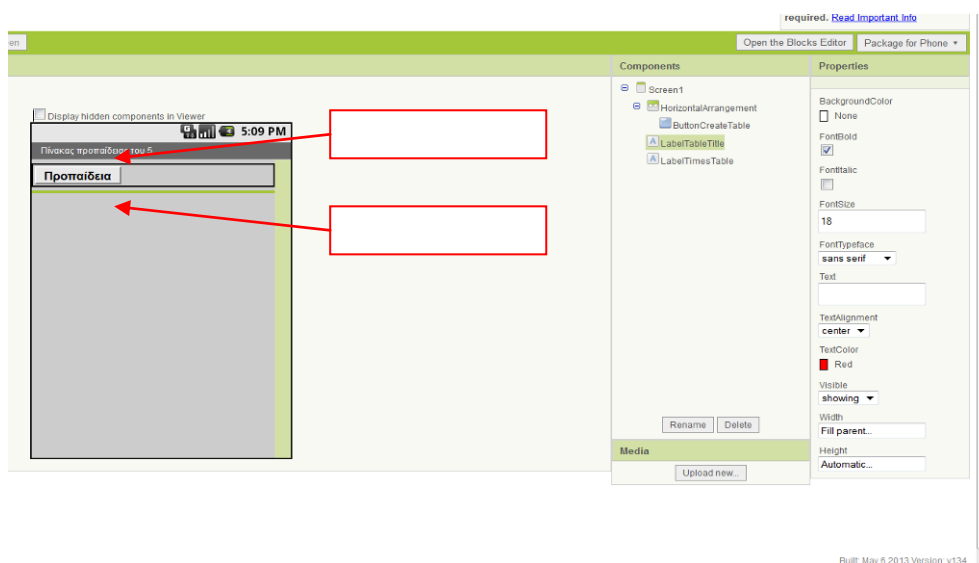 required. Read Important Info
en
Open the Blocks Editor
Package for Phone
Components
Properties
Screen1
HorizontalArrangement
ButtonCreateTable
LabelTableTitle
LabelTimesTable
Display hidden components in Viewer
5:09 PM
Πίνακας προπαίδειας του 5
Προπαίδεια
BackgroundColor
None
FontBold
FontItalic
FontSize
18
FontTypeface
sans serif
Text
TextAlignment
center
TextColor
Red
Visible
showing
Width
Fill parent...
Height
Automatic...
Rename
Delete
Media
Upload new...
Built: May 6 2013 Version: v134